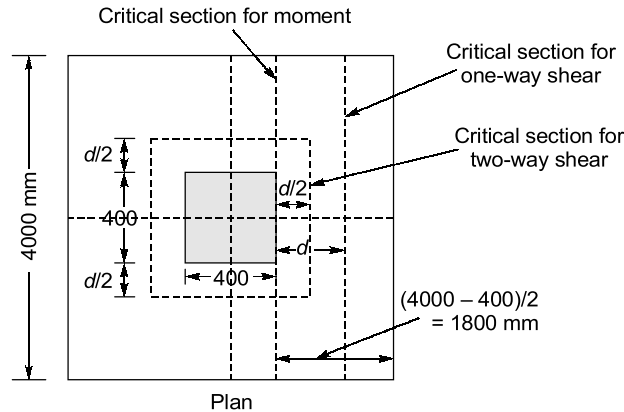 Critical section for moment
Critical section for
one-way shear
Critical section for
two-way shear
d/2
d/2
4000 mm
400
d
d/2
400
(4000 – 400)/2
= 1800 mm
Plan